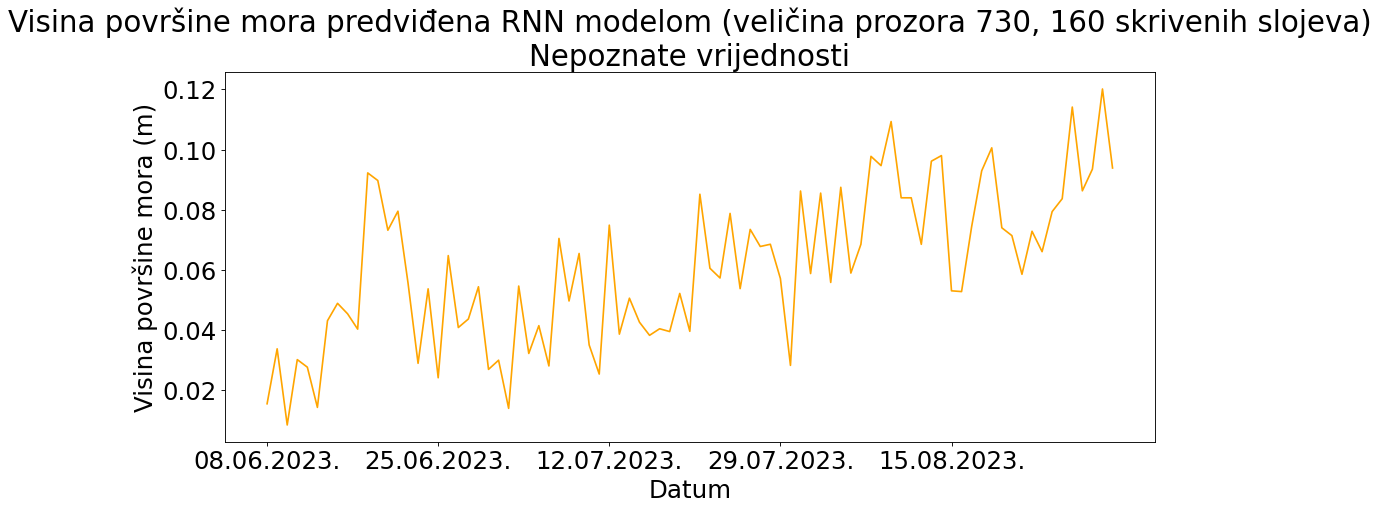 Visina površine mora predviđena RNN modelom (veličina prozora 730, 160 skrivenih slojeva)
Nepoznate vrijednosti
Visina površine mora (m)
0.12
0.10
0.08
0.06
0.04
0.02
08.06.2023. 25.06.2023. 12.07.2023. 29.07.2023. 15.08.2023.
Datum